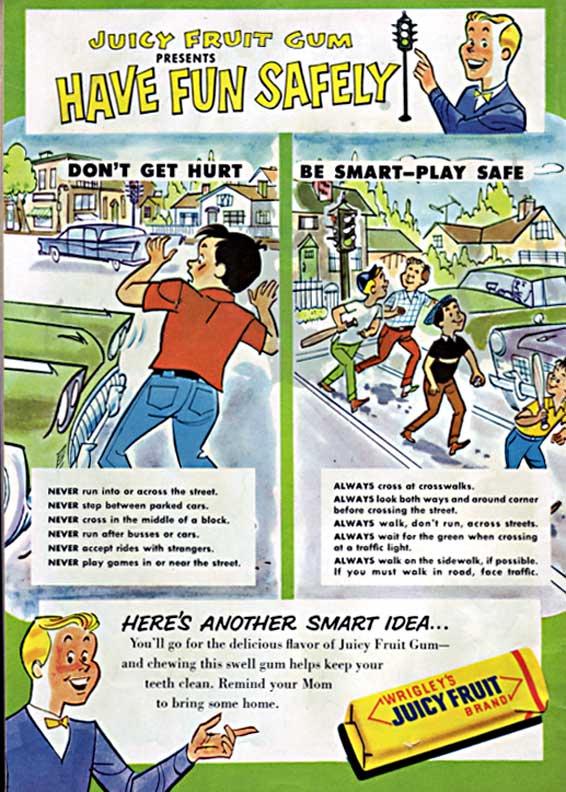 JUICY FRUIT GUM
PRESENTS
HAVE FUN SAFELY
DON'T GET HURT
NEVER run into or across the street.
NEVER step between parked cars.
NEVER cross in the middle of a block.
NEVER run after busses or cars.
NEVER accept rides with strangers.
NEVER play games in or near the street.
BE SMART—PLAY SAFE
ALWAYS cross at crosswalks.
ALWAYS look both ways and around corner
before crossing the street.
ALWAYS walk, don't run, across streets.
ALWAYS wait for the green when crossing
at a traffic light.
ALWAYS walk on the sidewalk, if possible.
If you must walk in road, face traffic.
HERE'S ANOTHER SMART IDEA...
You'll go for the delicious flavor of Juicy Fruit Gum—
and chewing this swell gum helps keep your
teeth clean. Remind your Mom
to bring some home.
WRIGLEY'S
JUICY FRUIT
BRAND